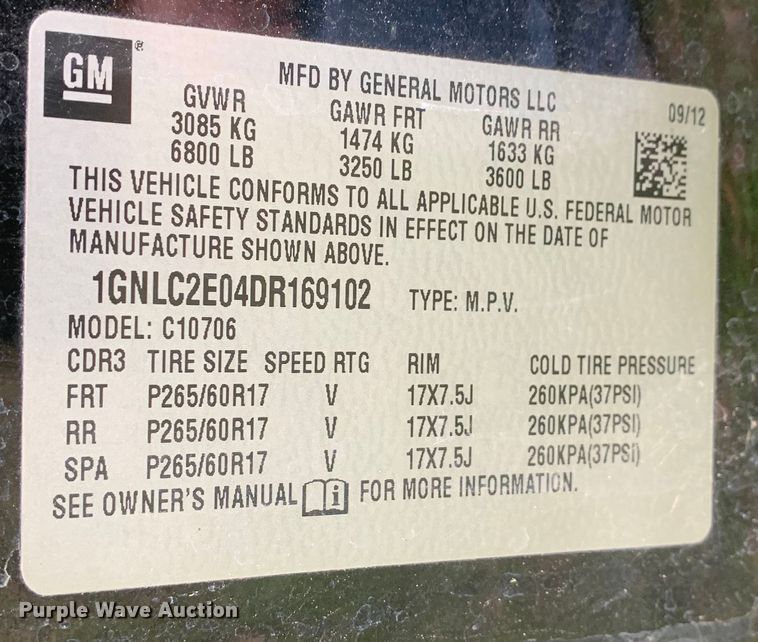 GM ®
MFD BY GENERAL MOTORS LLC
09/12
GVWR GAWR FRT GAWR RR
3085 KG 1474 KG 1633 KG
6800 LB 3250 LB 3600 LB
THIS VEHICLE CONFORMS TO ALL APPLICABLE U.S. FEDERAL MOTOR
VEHICLE SAFETY STANDARDS IN EFFECT ON THE DATE OF
MANUFACTURE SHOWN ABOVE.
1GNLC2E04DR169102 TYPE: M.P.V.
MODEL: C10706
CDR3 TIRE SIZE SPEED RTG RIM COLD TIRE PRESSURE
FRT P265/60R17 V 17X7.5J 260KPA(37PSI)
RR P265/60R17 V 17X7.5J 260KPA(37PSI)
SPA P265/60R17 V 17X7.5J 260KPA(37PSI)
SEE OWNER'S MANUAL i FOR MORE INFORMATION.
Purple Wave Auction